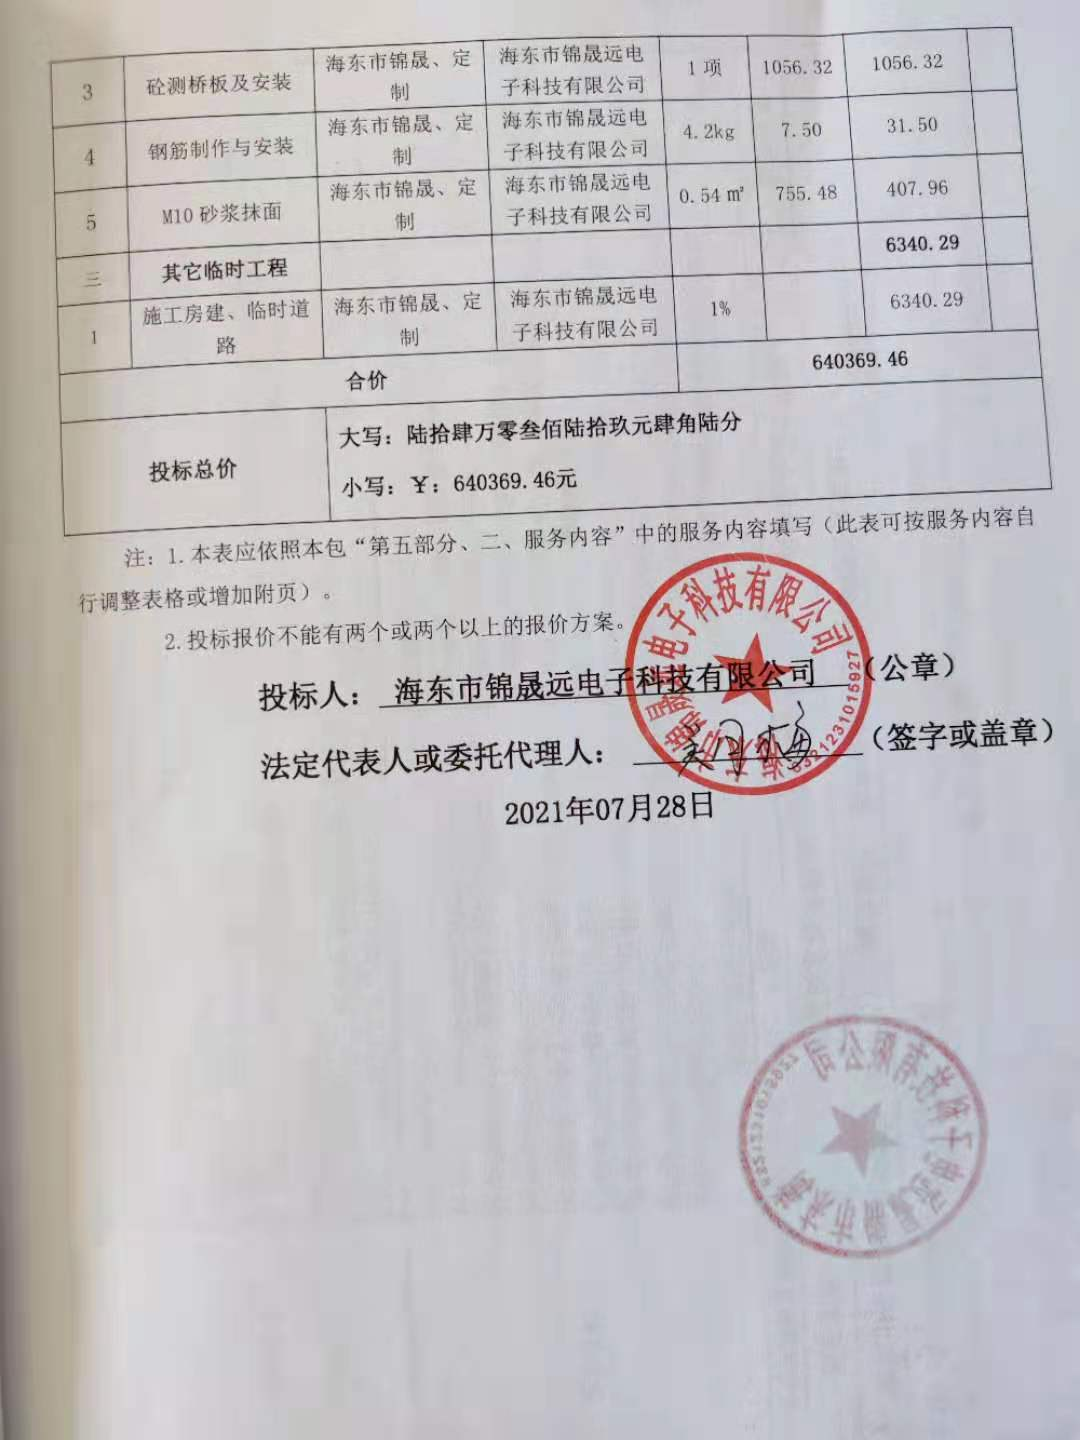 3 砼测桥板及安装 海东市锦晟、定制 海东市锦晟远电子科技有限公司 1 项 1056.32 1056.32
4 钢筋制作与安装 海东市锦晟、定制 海东市锦晟远电子科技有限公司 4.2kg 7.50 31.50
5 M10 砂浆抹面 海东市锦晟、定制 海东市锦晟远电子科技有限公司 0.54 ㎡ 755.48 407.96
三 其它临时工程 6340.29
1 施工房建、临时道路 海东市锦晟、定制 海东市锦晟远电子科技有限公司 1% 6340.29
合价 640369.46
投标总价
大写：陆拾肆万零叁佰陆拾玖元肆角陆分
小写：￥：640369.46元
注：1.本表应依照本包“第五部分、二、服务内容”中的服务内容填写（此表可按服务内容自
行调整表格或增加附页）。
2.投标报价不能有两个或两个以上的报价方案。
投标人：海东市锦晟远电子科技有限公司（公章）
法定代表人或委托代理人：（签字或盖章）
2021年07月28日
海东市锦晟远电子科技有限公司
6321231015927